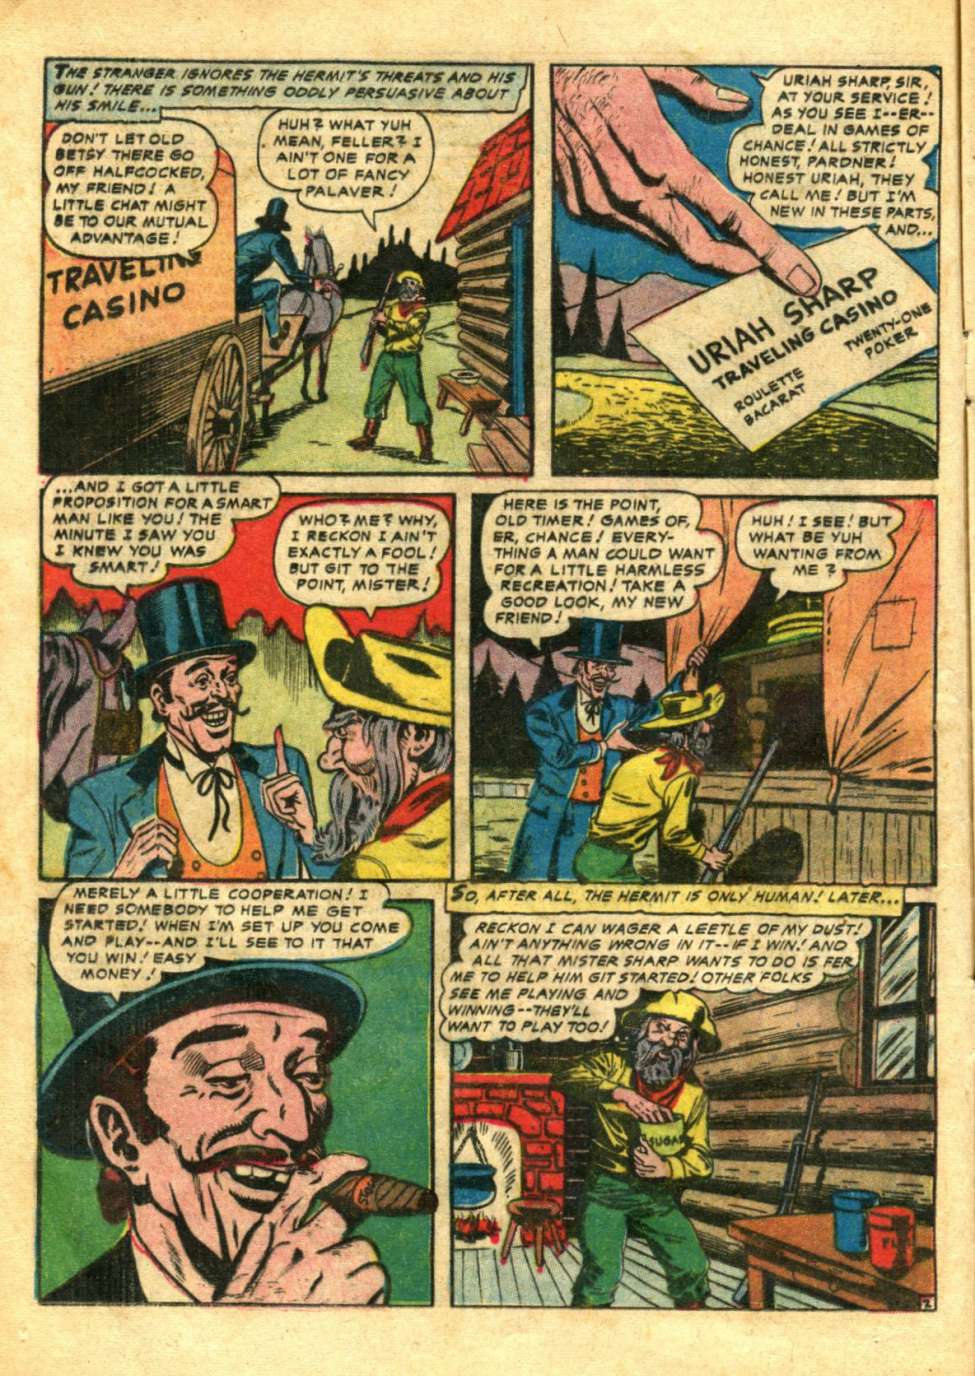 THE STRANGER IGNORES THE HERMIT'S THREATS AND HIS
GUN! THERE IS SOMETHING ODDLY PERSUASIVE ABOUT
HIS SMILE...
DON'T LET OLD
BETSY THERE GO
OFF HALFCOCKED,
MY FRIEND! A
LITTLE CHAT MIGHT
BE TO OUR MUTUAL
ADVANTAGE!
HUH? WHAT YUH
MEAN, FELLER? I
AIN'T ONE FOR A
LOT OF FANCY
PALAVER!
TRAVELING
CASINO
URIAH SHARP, SIR,
AT YOUR SERVICE!
AS YOU SEE I--ER--
DEAL IN GAMES OF
CHANCE! ALL STRICTLY
HONEST, PARDNER!
HONEST URIAH, THEY
CALL ME! BUT I'M
NEW IN THESE PARTS,
AND...
URIAH SHARP
TRAVELING CASINO
TWENTY-ONE
POKER
ROULETTE
BACARAT
...AND I GOT A LITTLE
PROPOSITION FOR A SMART
MAN LIKE YOU! THE
MINUTE I SAW YOU
I KNEW YOU WAS
SMART!
WHO? ME? WHY,
I RECKON I AIN'T
EXACTLY A FOOL!
BUT GIT TO THE
POINT, MISTER!
HERE IS THE POINT,
OLD TIMER! GAMES OF,
ER, CHANCE! EVERY-
THING A MAN COULD WANT
FOR A LITTLE HARMLESS
RECREATION! TAKE A
GOOD LOOK, MY NEW
FRIEND!
HUH! I SEE! BUT
WHAT BE YUH
WANTING FROM
ME?
MERELY A LITTLE COOPERATION! I
NEED SOMEBODY TO HELP ME GET
STARTED! WHEN I'M SET UP YOU COME
AND PLAY--AND I'LL SEE TO IT THAT
YOU WIN! EASY
MONEY!
SO, AFTER ALL, THE HERMIT IS ONLY HUMAN! LATER...
RECKON I CAN WAGER A LEETLE OF MY DUST!
AIN'T ANYTHING WRONG IN IT--IF I WIN! AND
ALL THAT MISTER SHARP WANTS TO DO IS FER
ME TO HELP HIM GIT STARTED! OTHER FOLKS
SEE ME PLAYING AND
WINNING--THEY'LL
WANT TO PLAY TOO!
SUGAR
FL
2